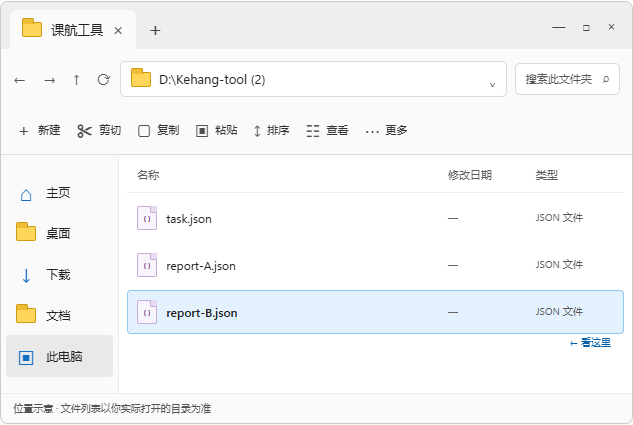 课航工具
D:\Kehang-tool (2)
搜索此文件夹
新建 剪切 复制 粘贴 排序 查看 更多
名称 修改日期 类型
主页
桌面
下载
文档
此电脑
task.json — JSON 文件
report-A.json — JSON 文件
report-B.json — JSON 文件
← 看这里
位置示意 · 文件列表以你实际打开的目录为准